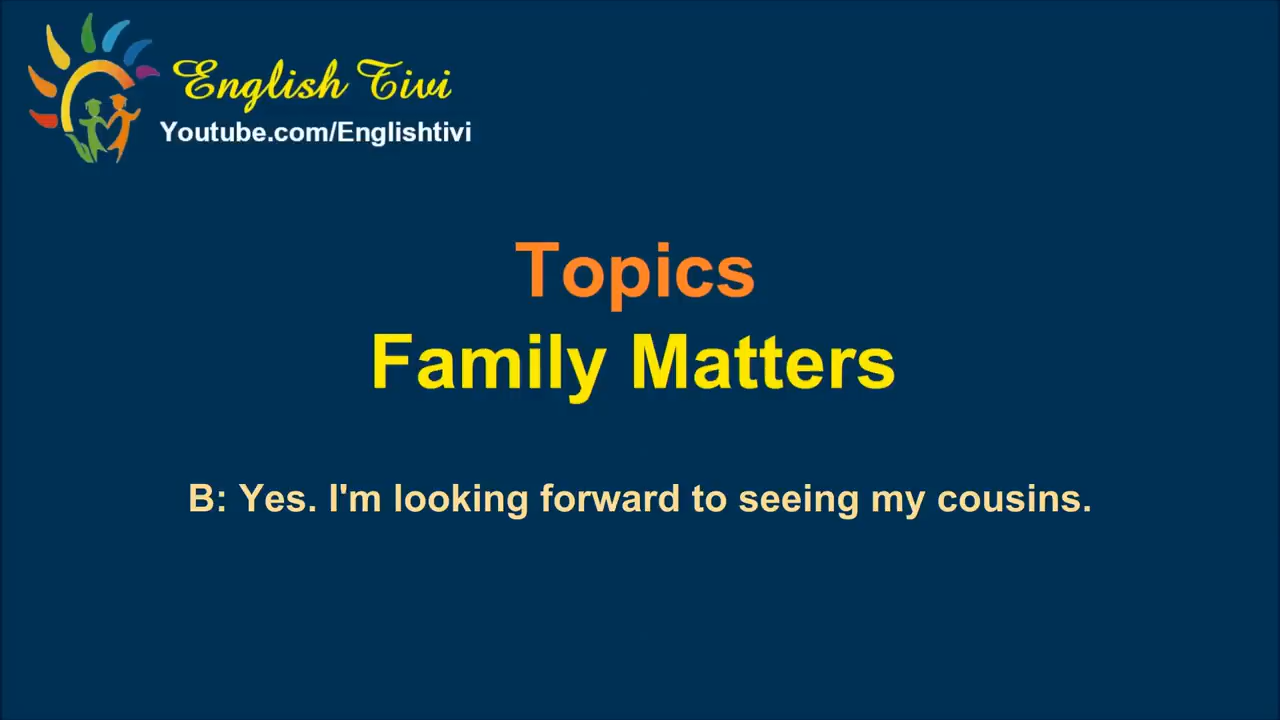 English Tivi
Youtube.com/Englishtivi
Topics
Family Matters
B: Yes. I'm looking forward to seeing my cousins.